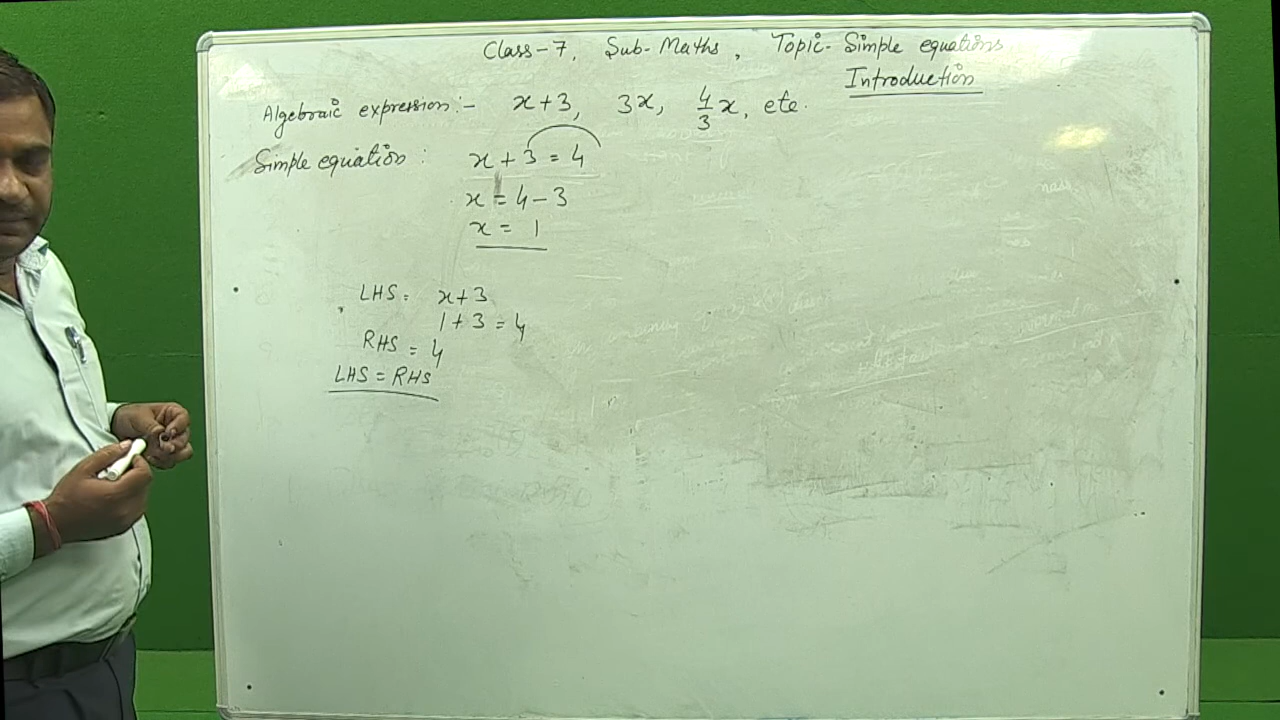 Class-7, Sub- Maths, Topic- Simple equations
Introduction
Algebraic expression:- x+3, 3x, 4/3 x, etc.
Simple equation: x+3=4
x=4-3
x= 1
LHS= x+3
1+3=4
RHS=4
LHS=RHS